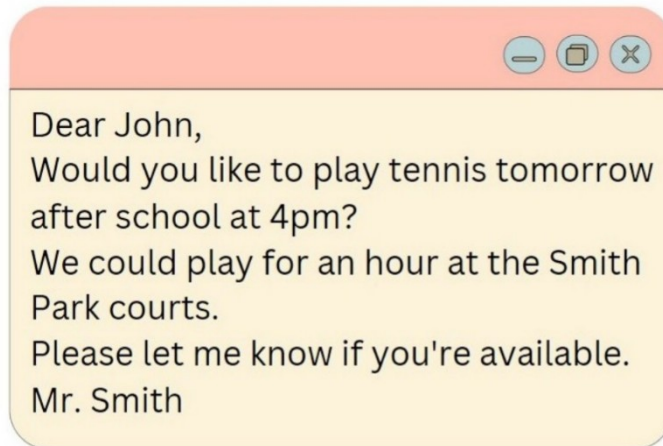 Dear John,
Would you like to play tennis tomorrow
after school at 4pm?
We could play for an hour at the Smith
Park courts.
Please let me know if you're available.
Mr. Smith